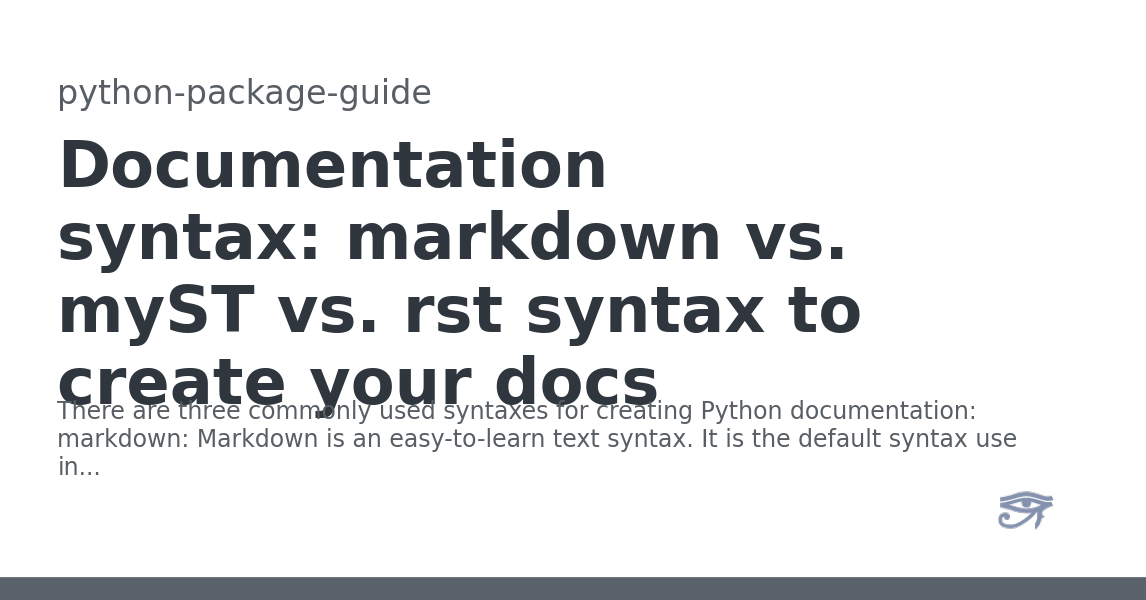 python-package-guide
Documentation
syntax: markdown vs.
myST vs. rst syntax to
create your docs
There are three commonly used syntaxes for creating Python documentation:
markdown: Markdown is an easy-to-learn text syntax. It is the default syntax use
in...